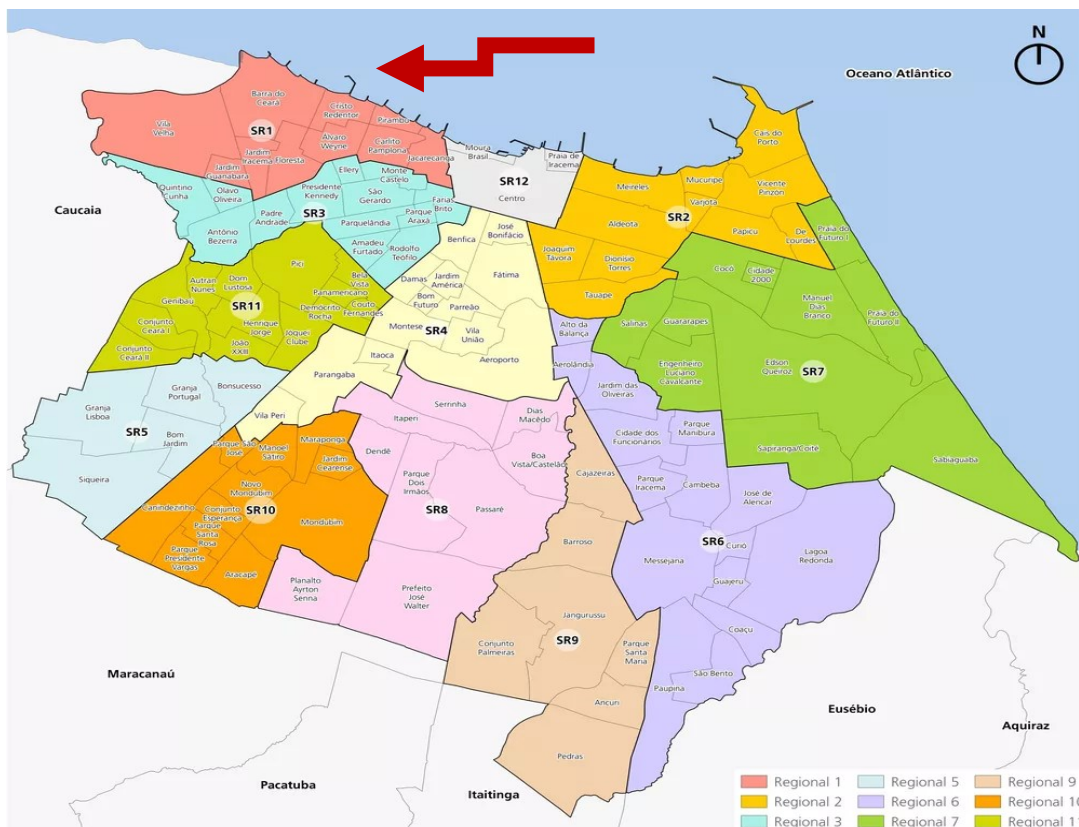 N
Oceano Atlântico
Barra do
Ceará
Vila
Velha
SR1
Cristo
Redentor
Pirambu
Álvaro
Weyne
Carlito
Pamplona
Jardim
Iracema
Floresta
Jacarecanga
Jardim
Guanabara
Moura
Brasil
Praia de
Iracema
SR12
Centro
Cais do
Porto
Meireles
Mucuripe
Vicente
Pinzón
Varjota
SR2
Aldeota
Papicu
De
Lourdes
Joaquim
Távora
Dionísio
Torres
Tauape
Praia do
Futuro I
Caucaia
Quintino
Cunha
Olavo
Oliveira
Ellery
Monte
Castelo
Presidente
Kennedy
São
Gerardo
Farias
Brito
Padre
Andrade
SR3
Parquelândia
Parque
Araxá
Antônio
Bezerra
Amadeu
Furtado
Rodolfo
Teófilo
José
Bonifácio
Benfica
Damas
Jardim
América
Fátima
Bom
Futuro
Parreão
Montese
SR4
Vila
União
Aeroporto
Itaoca
Parangaba
Vila Peri
Pici
Autran
Nunes
Dom
Lustosa
Bela
Vista
Panamericano
Genibaú
SR11
Democrito
Rocha
Couto
Fernandes
Henrique
Jorge
Jóquei
Clube
João
XXIII
Conjunto
Ceará I
Conjunto
Ceará II
Cocó
Cidade
2000
Manuel
Dias
Branco
Praia do
Futuro II
Salinas
Guararapes
Engenheiro
Luciano
Cavalcante
Edson
Queiroz
SR7
Sapiranga/Coité
Sabiaguaba
Alto da
Balança
Aerolândia
Jardim das
Oliveiras
Cidade dos
Funcionários
Parque
Manibura
Parque
Iracema
Cambeba
José de
Alencar
SR6
Curió
Messejana
Lagoa
Redonda
Guajeru
Coaçu
São Bento
Paupina
Granja
Portugal
Bonsucesso
Granja
Lisboa
SR5
Bom
Jardim
Siqueira
Parque São
José
Manoel
Sátiro
Maraponga
Jardim
Cearense
Novo
Mondubim
Canindezinho
Conjunto
Esperança
SR10
Mondubim
Parque
Santa
Rosa
Parque
Presidente
Vargas
Aracapé
Serrinha
Itaperi
Dias
Macêdo
Dendê
Boa
Vista/Castelão
Parque
Dois
Irmãos
SR8
Passaré
Planalto
Ayrton
Senna
Prefeito
José
Walter
Cajazeiras
Barroso
Jangurussu
Conjunto
Palmeiras
SR9
Parque
Santa
Maria
Ancuri
Pedras
Maracanaú
Pacatuba
Itaitinga
Eusébio
Aquiraz
Regional 1
Regional 5
Regional 9
Regional 2
Regional 6
Regional 10
Regional 3
Regional 7
Regional 1